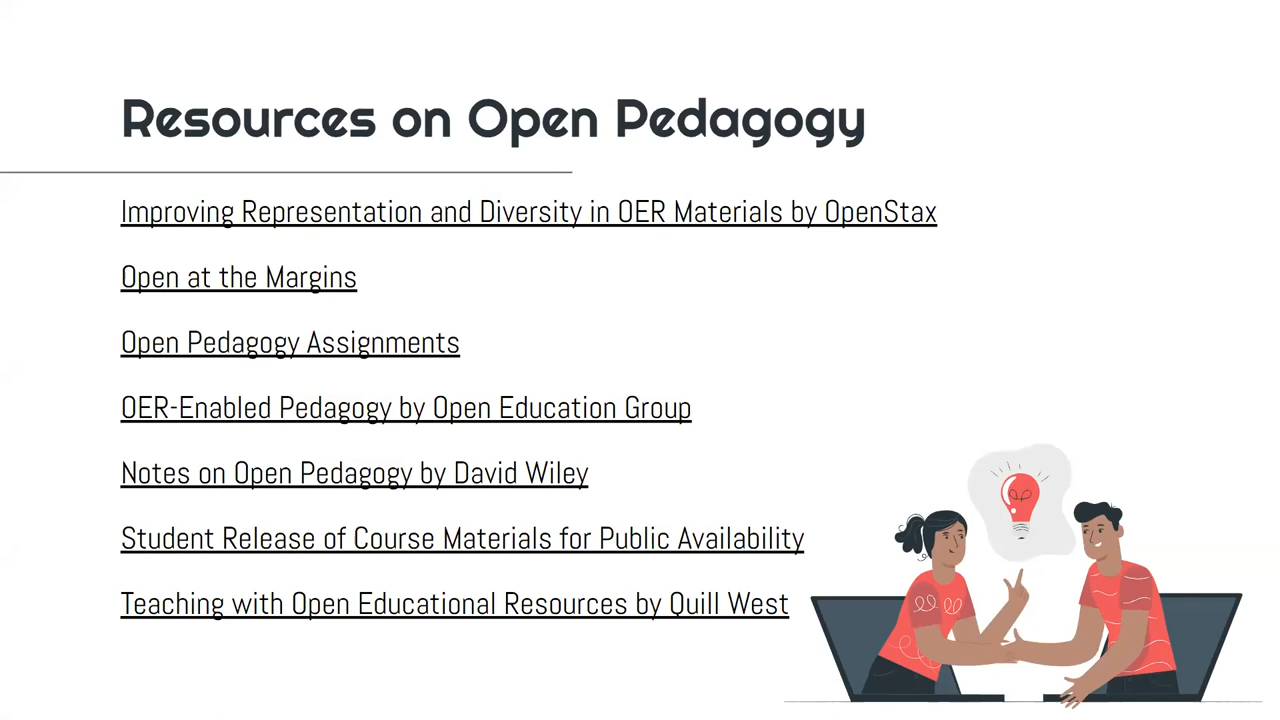 Resources on Open Pedagogy
Improving Representation and Diversity in OER Materials by OpenStax
Open at the Margins
Open Pedagogy Assignments
OER-Enabled Pedagogy by Open Education Group
Notes on Open Pedagogy by David Wiley
Student Release of Course Materials for Public Availability
Teaching with Open Educational Resources by Quill West